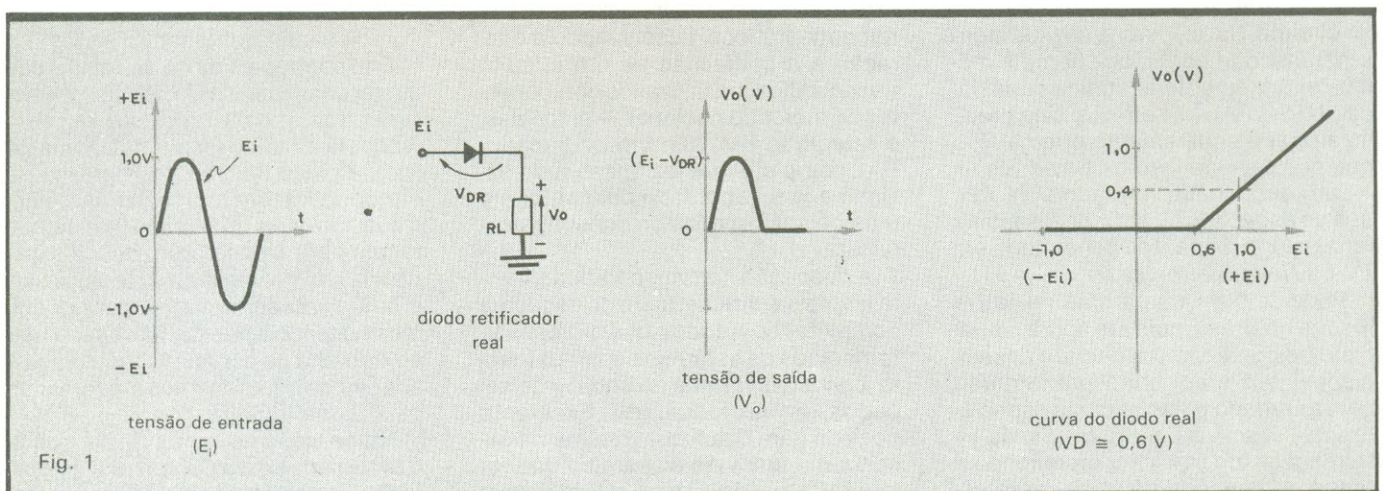 +Ei
1,0V
Ei
t
0
-1,0V
-Ei
tensão de entrada
(Ei)
Ei
VDR
+
Vo
RL
-
diodo retificador
real
Vo(V)
(Ei-VDR)
t
0
tensão de saída
(Vo)
Vo(V)
1,0
0,4
-1,0
0
0,6
1,0
Ei
(-Ei)
(+Ei)
curva do diodo real
(VD ≅ 0,6 V)
Fig. 1